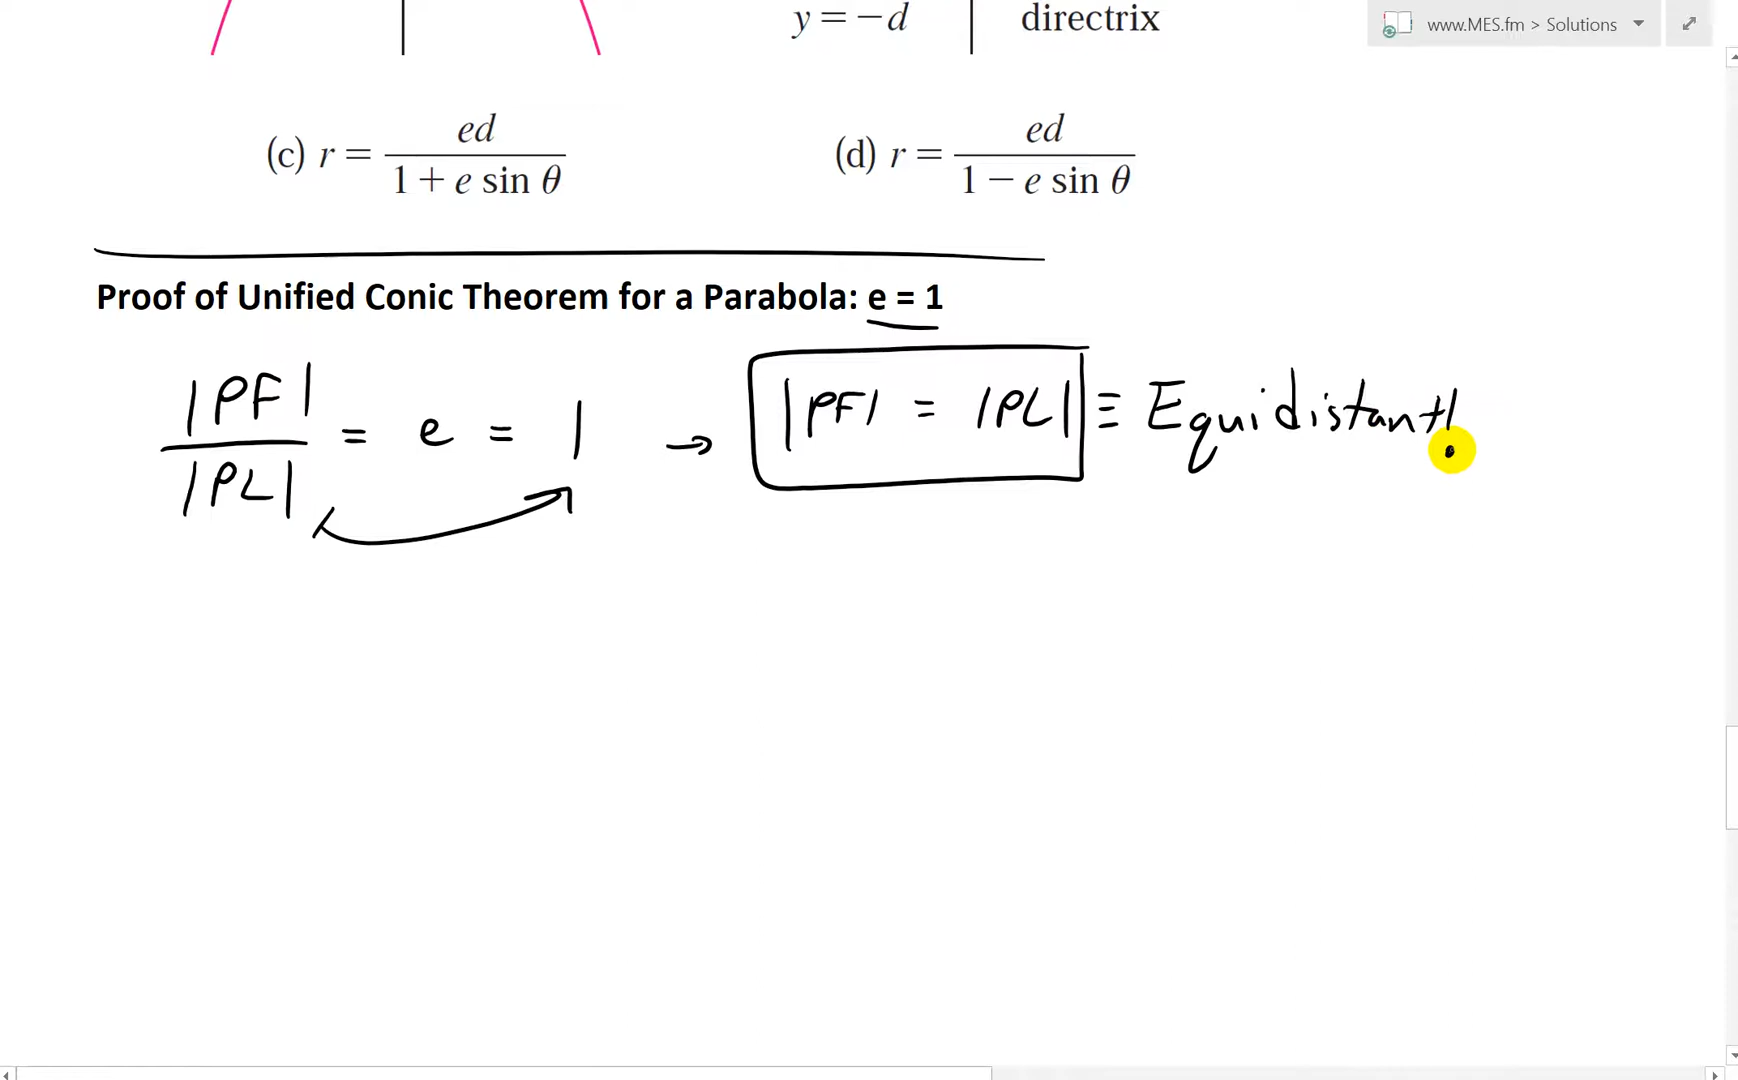 y = −d directrix
www.MES.fm > Solutions
(c) r = ed / (1 + e sin θ) (d) r = ed / (1 − e sin θ)
Proof of Unified Conic Theorem for a Parabola: e = 1
|PF| / |PL| = e = 1 → |PF| = |PL| ≡ Equidistant!